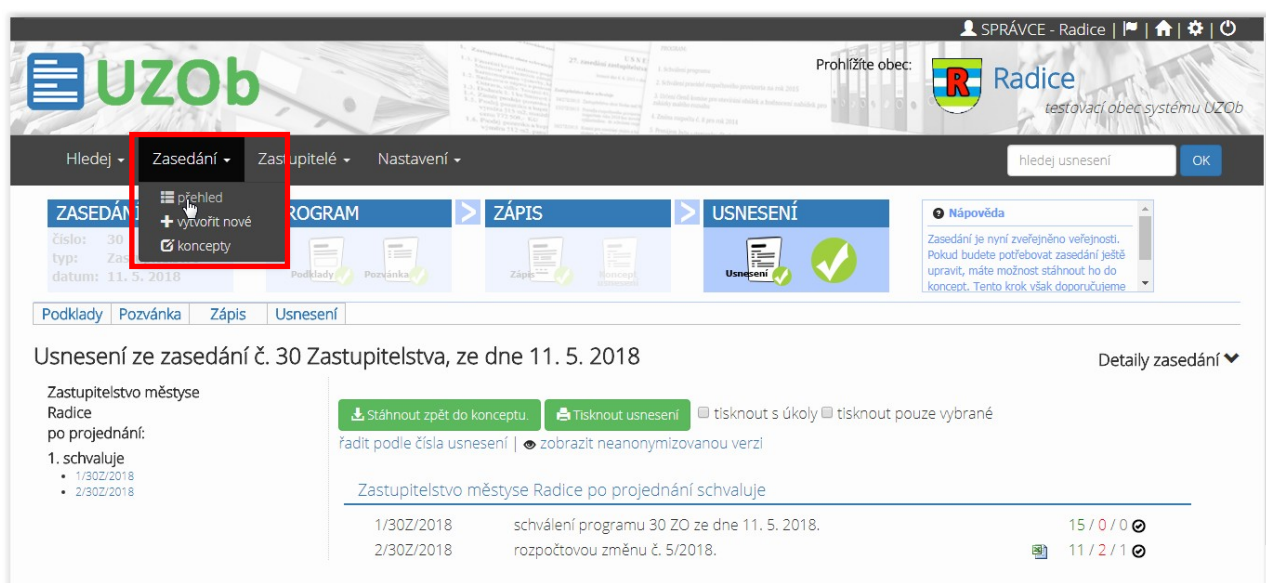 SPRÁVCE - Radice | | | |
UZOb
Prohlížíte obec:
R
Radice
testovací obec systému UZOb
Hledej
Zasedání
Zastupitelé
Nastavení
hledej usnesení
OK
přehled
vytvořit nové
koncepty
ZÁPIS
USNESENÍ
číslo: 30
typ:
datum: 11. 5. 2018
Podklady
Pozvánka
Zápis
Koncept
Usnesení
Nápověda
Zasedání je nyní zveřejněno veřejnosti.
Pokud budete potřebovat zasedání ještě
upravit, máte možnost stáhnout ho do
koncept. Tento krok však doporučujeme
Podklady Pozvánka Zápis Usnesení
Usnesení ze zasedání č. 30 Zastupitelstva, ze dne 11. 5. 2018
Detaily zasedání
Zastupitelstvo městyse
Radice
po projednání:
1. schvaluje
• 1/30Z/2018
• 2/30Z/2018
Stáhnout zpět do konceptu.
Tisknout usnesení
tisknout s úkoly
tisknout pouze vybrané
řadit podle čísla usnesení | zobrazit neanonymizovanou verzi
Zastupitelstvo městyse Radice po projednání schvaluje
1/30Z/2018 schválení programu 30 ZO ze dne 11. 5. 2018. 15 / 0 / 0
2/30Z/2018 rozpočtovou změnu č. 5/2018. 11 / 2 / 1